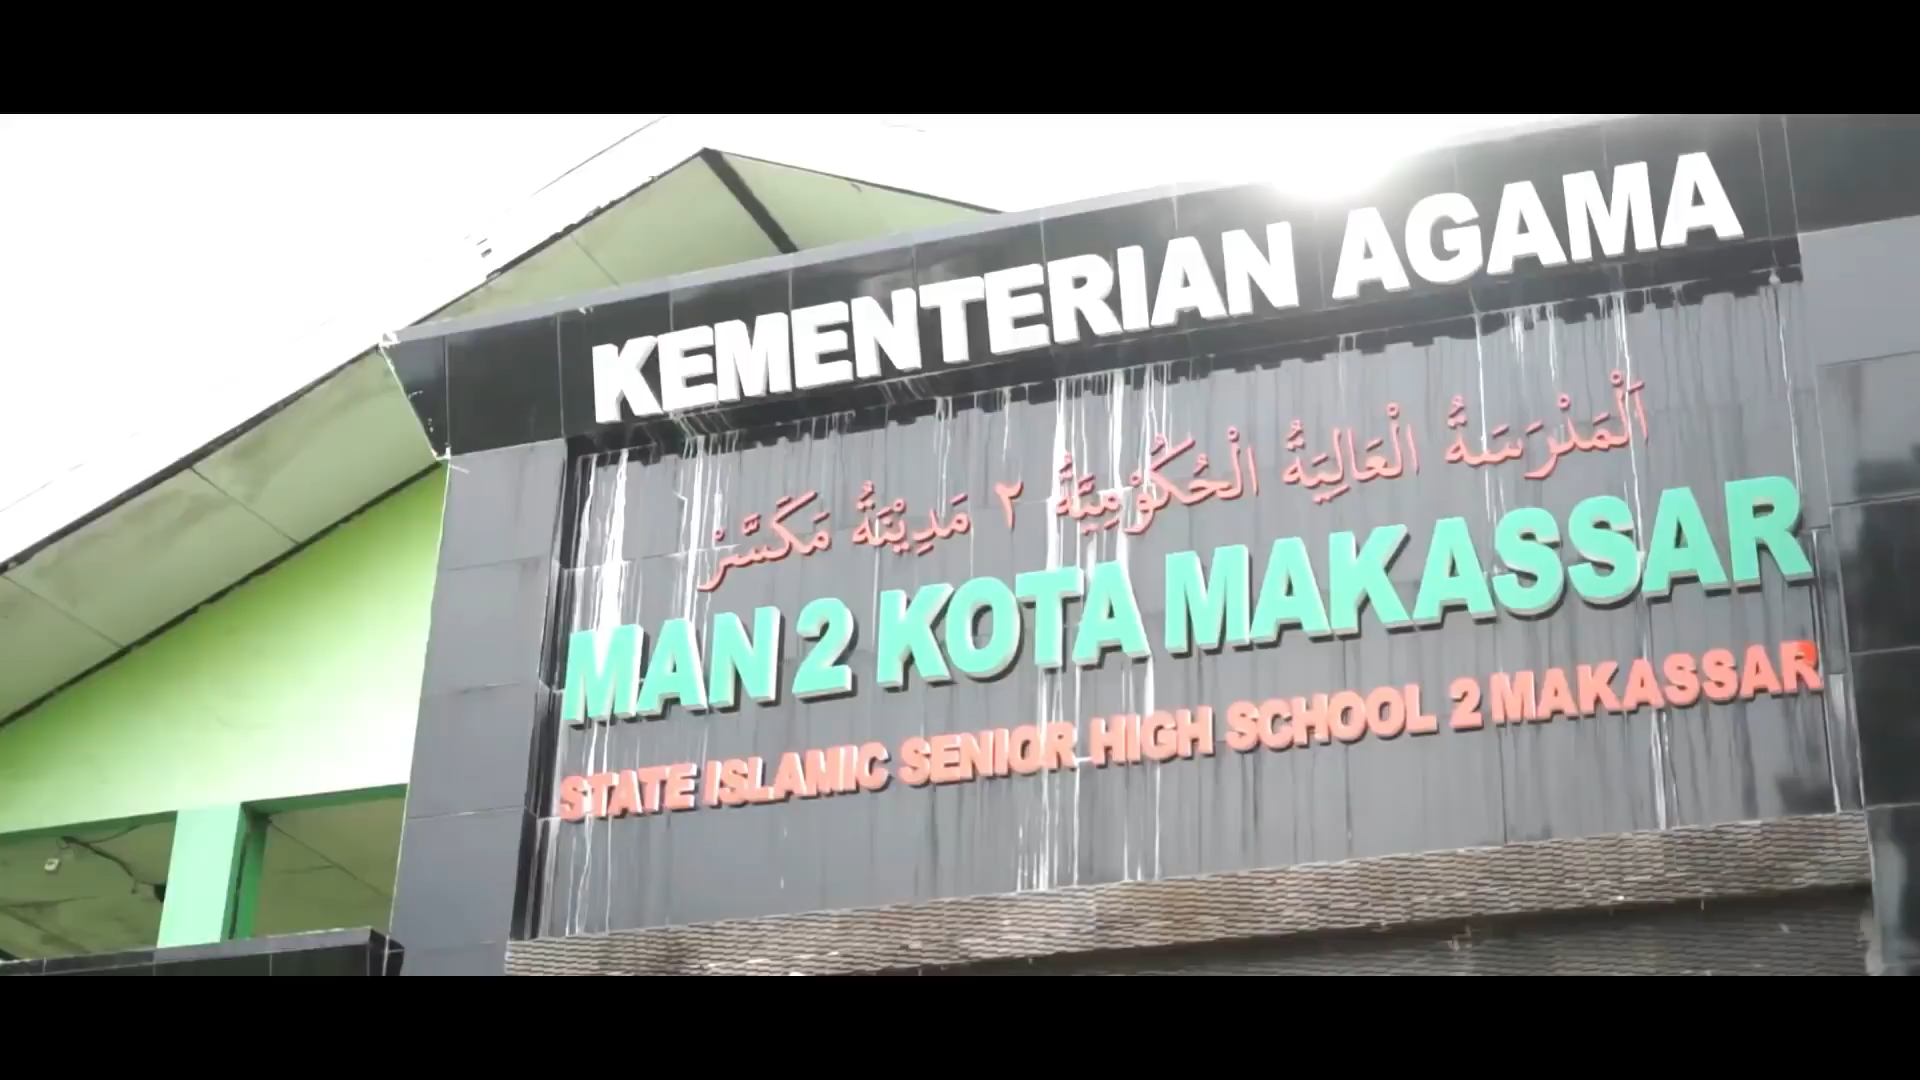 KEMENTERIAN AGAMA
اَلْمَدْرَسَةُ الْعَالِيَةُ الْحُكُوْمِيَّةُ ٢ مَدِيْنَةُ مَكَسَّرْ
MAN 2 KOTA MAKASSAR
STATE ISLAMIC SENIOR HIGH SCHOOL 2 MAKASSAR